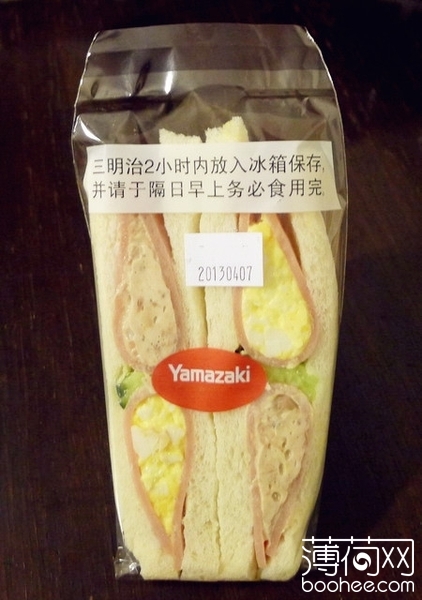 三明治2小时内放入冰箱保存,
并请于隔日早上务必食用完.
20130407
Yamazaki
薄荷网
boohee.com